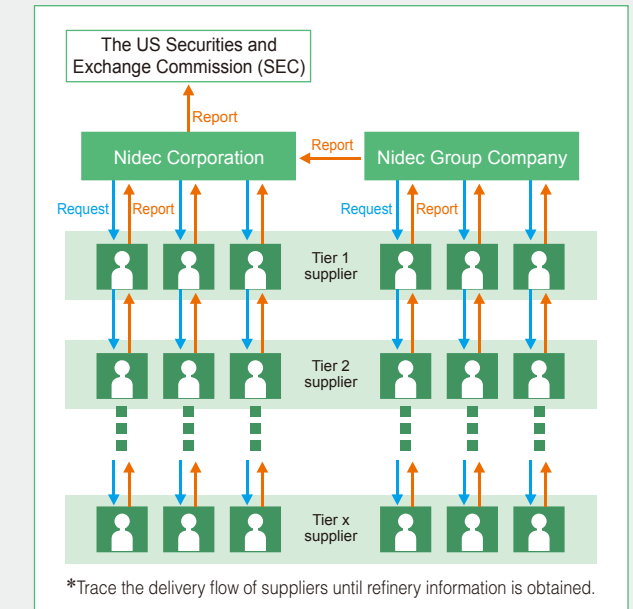 The US Securities and
Exchange Commission (SEC)
Report
Nidec Corporation
Report
Nidec Group Company
Request
Report
Request
Report
Tier 1
supplier
Tier 2
supplier
Tier x
supplier
*Trace the delivery flow of suppliers until refinery information is obtained.